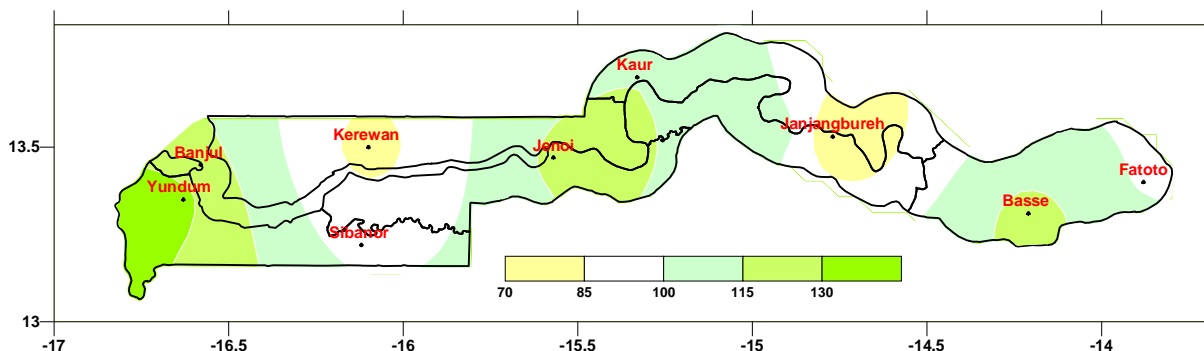 Kaur
Kerewan
Janjangbureh
13.5
Banjul
Jenoi
Yundum
Fatoto
Basse
Sibanor
70 85 100 115 130
13
-17 -16.5 -16 -15.5 -15 -14.5 -14